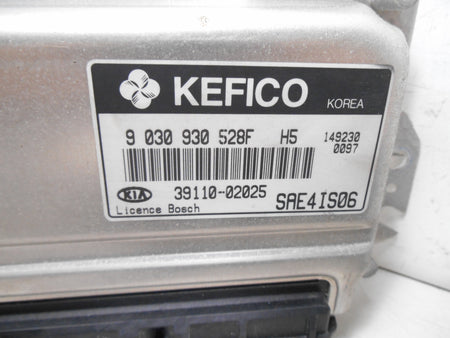 KEFICO KOREA
9 030 930 528F H5 149230
0097
KIA 39110-02025
Licence Bosch SAE4IS06